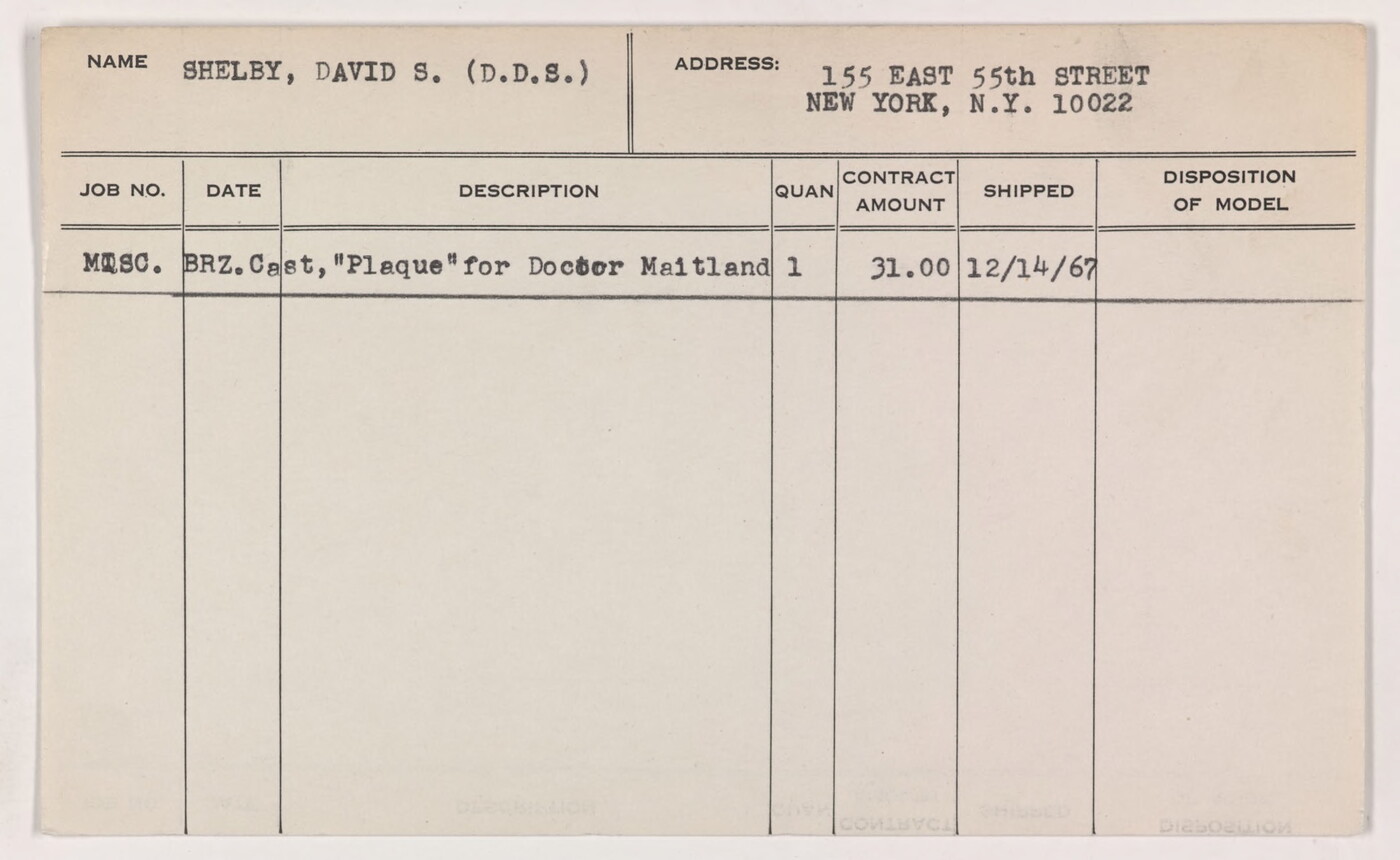 NAME SHELBY, DAVID S. (D.D.S.) ADDRESS: 155 EAST 55th STREET
NEW YORK, N.Y. 10022
JOB NO. DATE DESCRIPTION QUAN CONTRACT AMOUNT SHIPPED DISPOSITION OF MODEL
MISC. BRZ.Cast,"Plaque"for Doctor Maitland 1 31.00 12/14/67